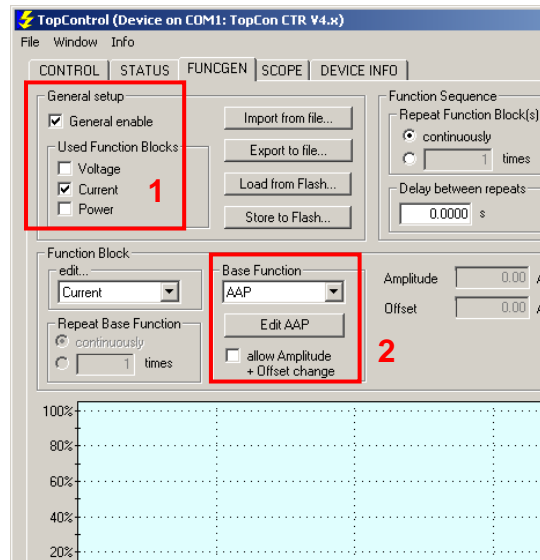 TopControl (Device on COM1: TopCon CTR V4.x)
File Window Info
CONTROL STATUS FUNCGEN SCOPE DEVICE INFO
General setup
General enable
Used Function Blocks
Voltage
Current
Power
1
Import from file...
Export to file...
Load from Flash...
Store to Flash...
Function Sequence
Repeat Function Block(s)
continuously
1 times
Delay between repeats
0.0000 s
Function Block
edit...
Current
Repeat Base Function
continuously
1 times
Base Function
AAP
Edit AAP
allow Amplitude
+ Offset change
2
Amplitude 0.00 A
Offset 0.00 A
100%
80%
60%
40%
20%